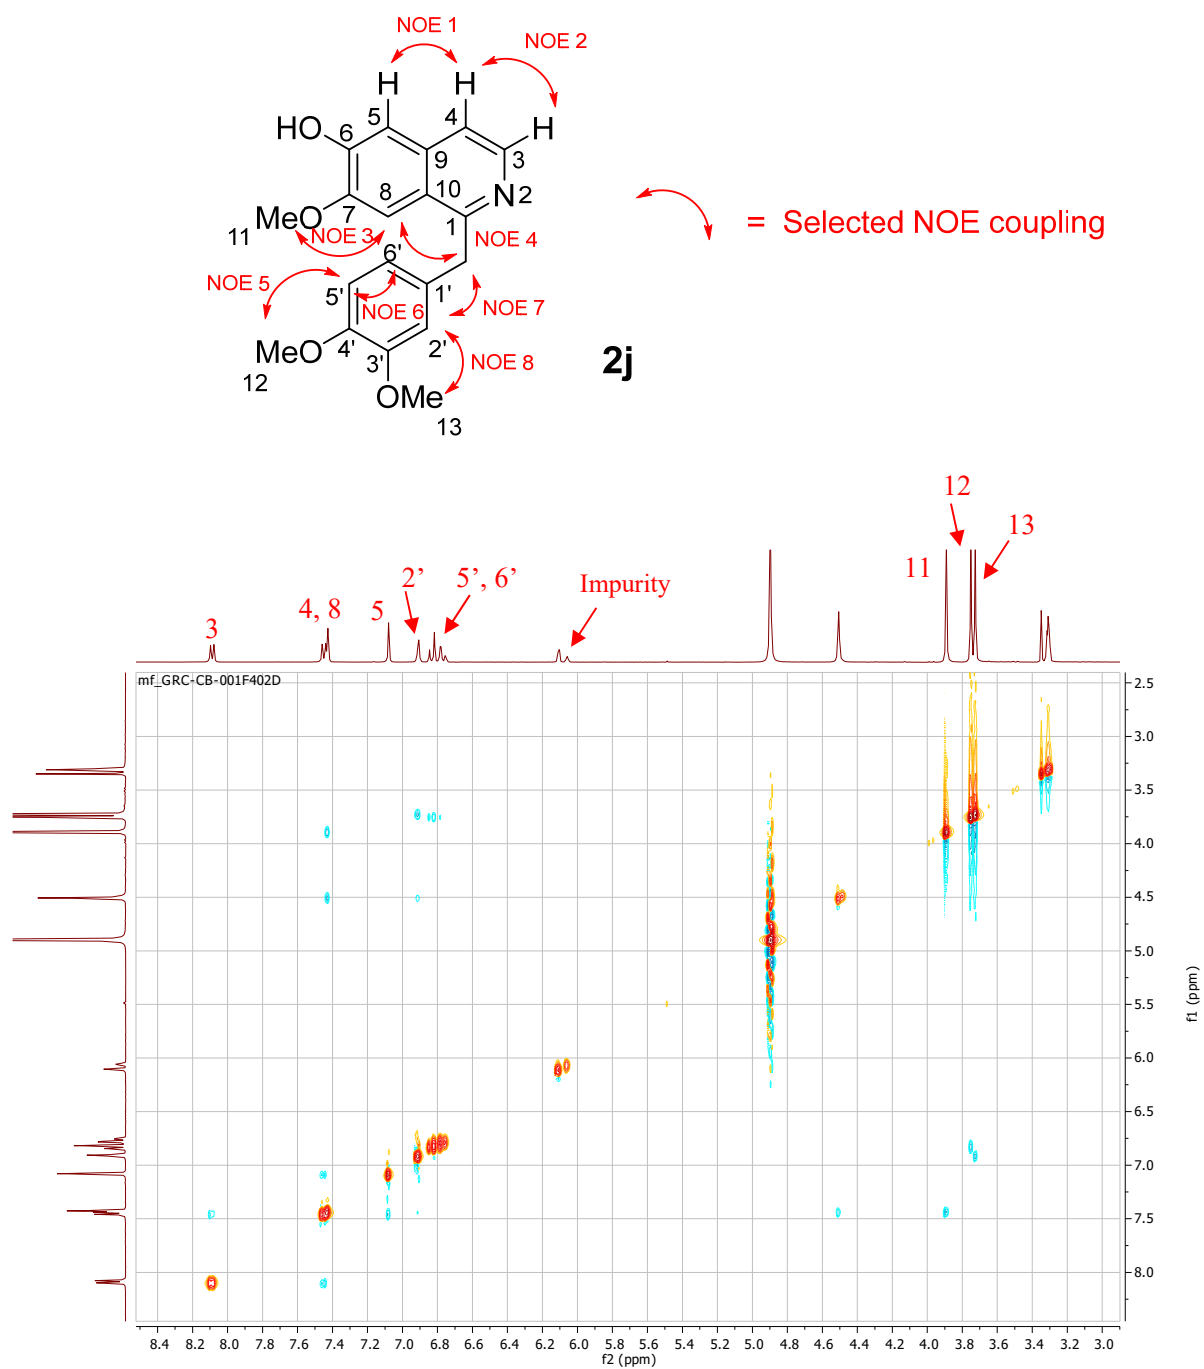 NOE 1
NOE 2
H H
H
HO 6 5 4
9 3
8 10 N 2
MeO 7 1
11 NOE 3 NOE 4
6'
NOE 5 5' 1'
NOE 6 NOE 7
MeO 4' 3' 2'
12 NOE 8
OMe
13
2j
= Selected NOE coupling
12
13
11
Impurity
5’, 6’
2’
5
4, 8
3
mf_GRC-CB-001F402D
2.5
3.0
3.5
4.0
4.5
5.0
5.5
6.0
6.5
7.0
7.5
8.0
f1 (ppm)
8.4 8.2 8.0 7.8 7.6 7.4 7.2 7.0 6.8 6.6 6.4 6.2 6.0 5.8 5.6 5.4 5.2 5.0 4.8 4.6 4.4 4.2 4.0 3.8 3.6 3.4 3.2 3.0
f2 (ppm)